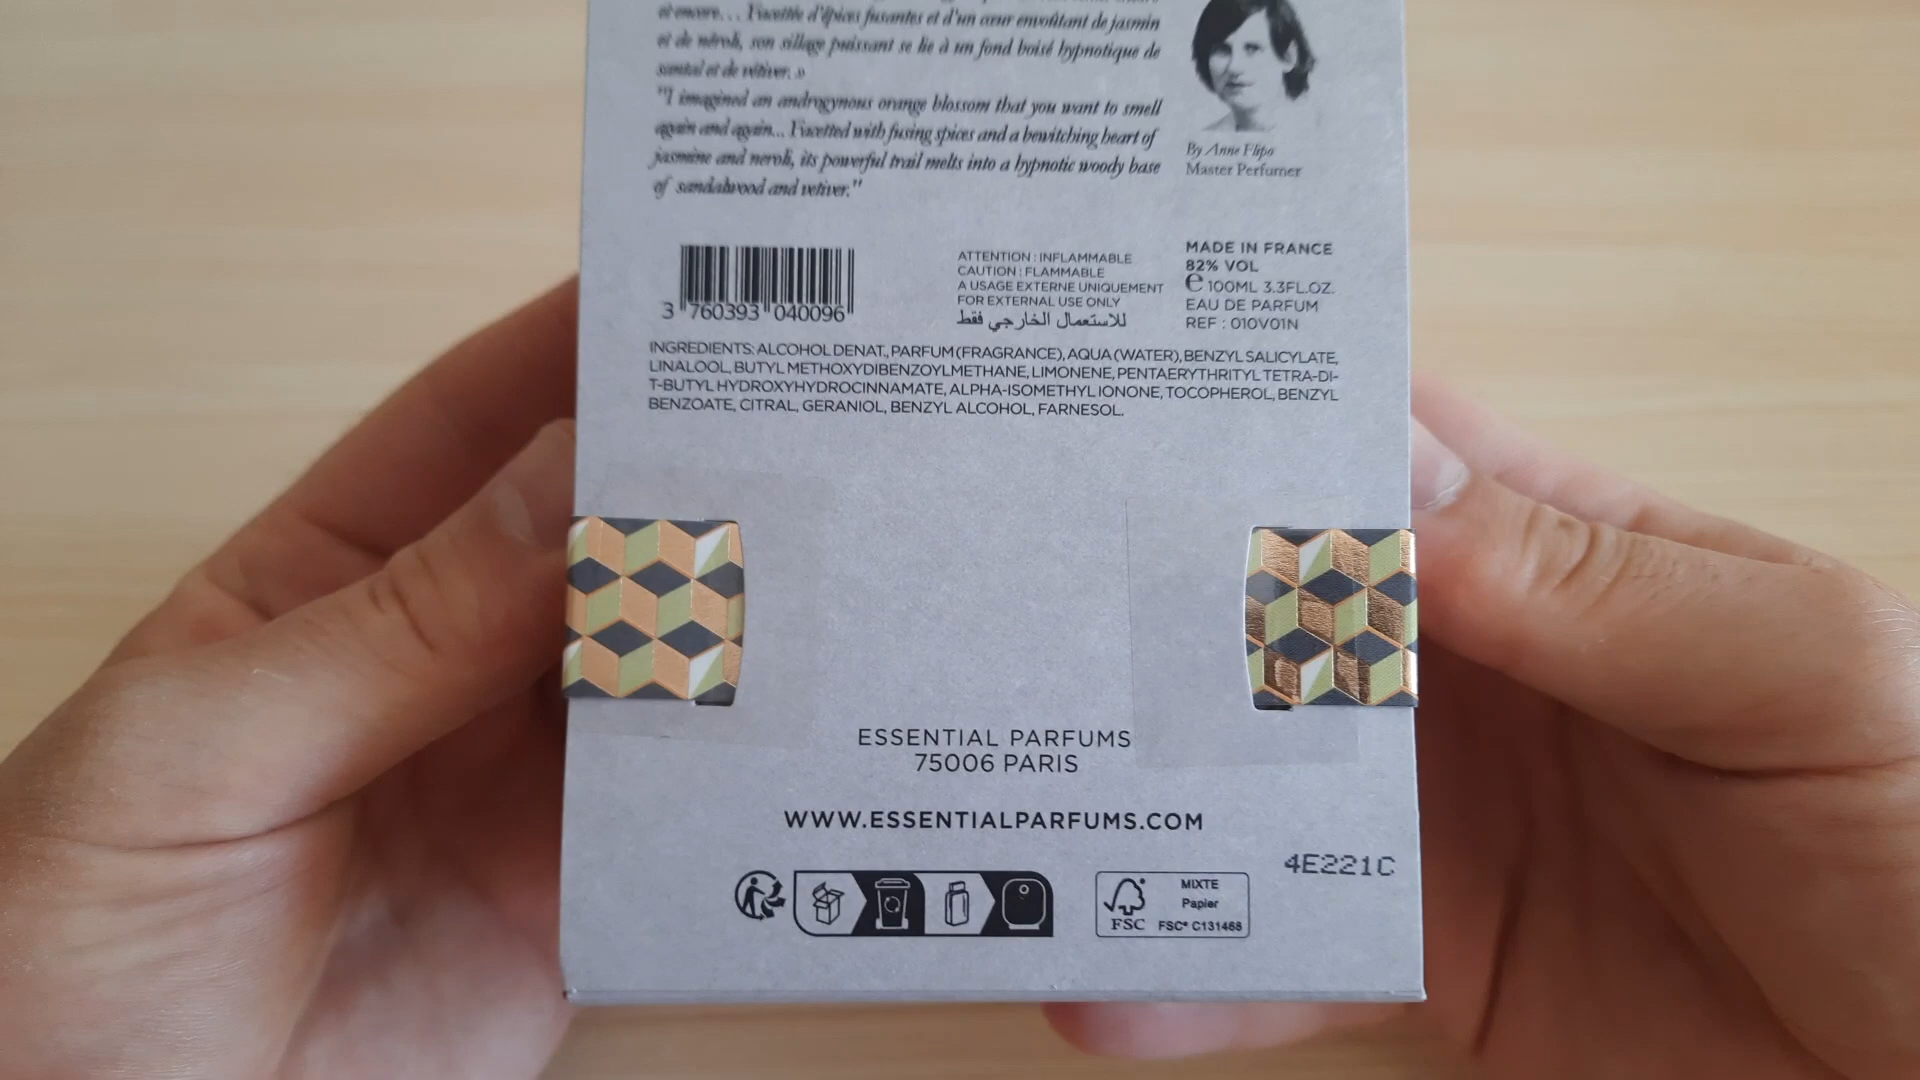 et encore... Facettée d'épices fusantes et d'un cœur envoûtant de jasmin
et de néroli, son sillage puissant se lie à un fond boisé hypnotique de
santal et de vétiver. »
"I imagined an androgynous orange blossom that you want to smell
again and again... Facetted with fusing spices and a bewitching heart of
jasmine and neroli, its powerful trail melts into a hypnotic woody base
of sandalwood and vetiver."
By Anne Flipo
Master Perfumer
3 760393 040096
ATTENTION : INFLAMMABLE
CAUTION : FLAMMABLE
A USAGE EXTERNE UNIQUEMENT
FOR EXTERNAL USE ONLY
للاستعمال الخارجي فقط
MADE IN FRANCE
82% VOL
℮ 100ML 3.3FL.OZ.
EAU DE PARFUM
REF : 010V01N
INGREDIENTS: ALCOHOL DENAT., PARFUM (FRAGRANCE), AQUA (WATER), BENZYL SALICYLATE,
LINALOOL, BUTYL METHOXYDIBENZOYLMETHANE, LIMONENE, PENTAERYTHRITYL TETRA-DI-
T-BUTYL HYDROXYHYDROCINNAMATE, ALPHA-ISOMETHYL IONONE, TOCOPHEROL, BENZYL
BENZOATE, CITRAL, GERANIOL, BENZYL ALCOHOL, FARNESOL.
ESSENTIAL PARFUMS
75006 PARIS
WWW.ESSENTIALPARFUMS.COM
4E221C
FSC
MIXTE
Papier
FSC® C131468